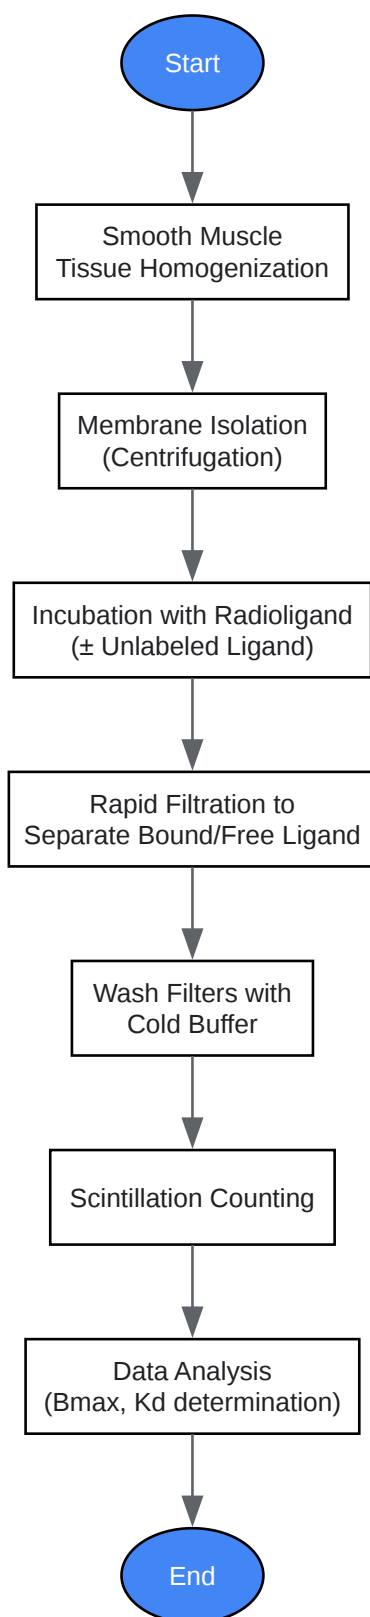 Start
Smooth Muscle
Tissue Homogenization
Membrane Isolation
(Centrifugation)
Incubation with Radioligand
(± Unlabeled Ligand)
Rapid Filtration to
Separate Bound/Free Ligand
Wash Filters with
Cold Buffer
Scintillation Counting
Data Analysis
(Bmax, Kd determination)
End